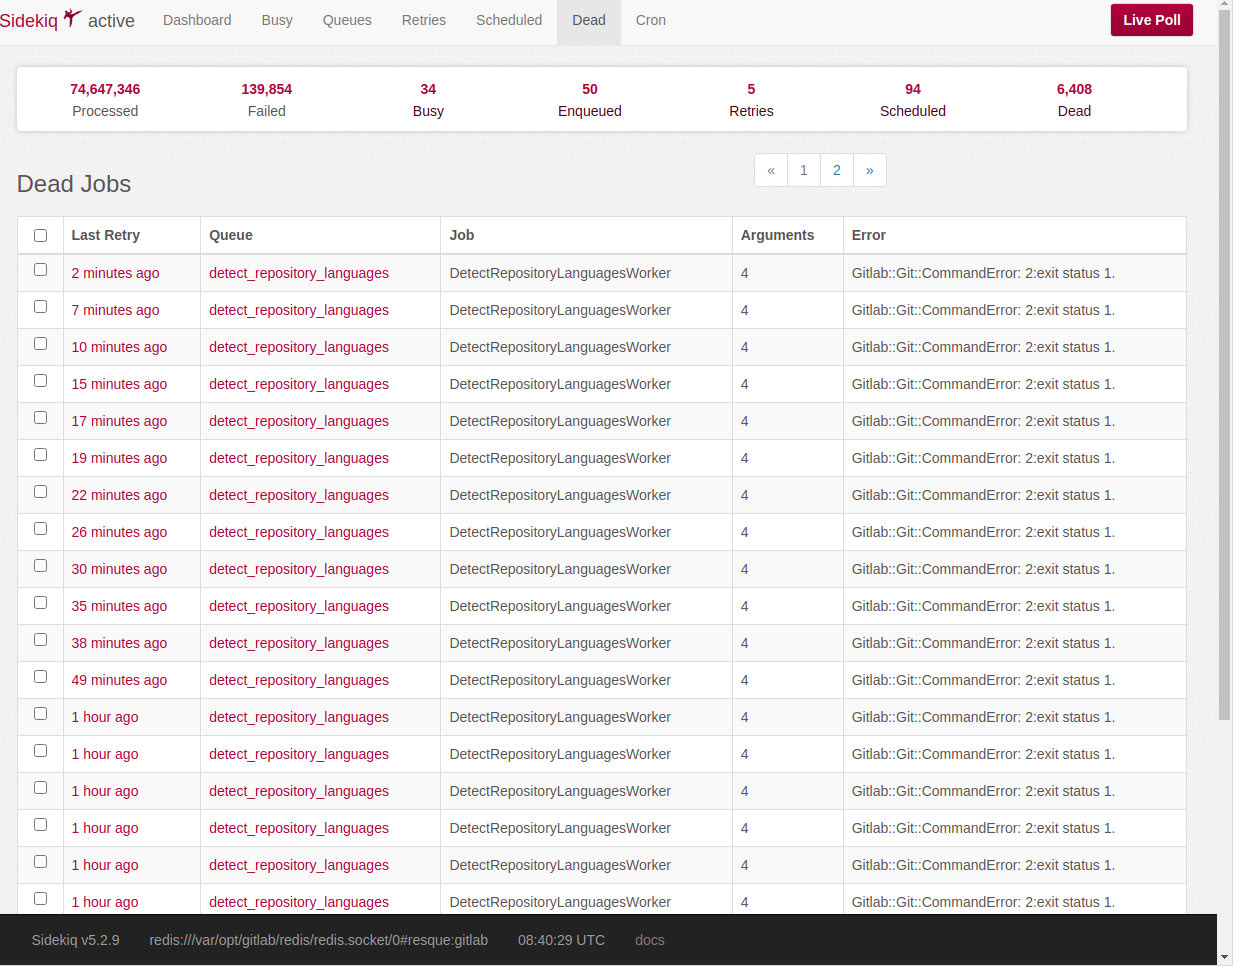 Sidekiq active Dashboard Busy Queues Retries Scheduled Dead Cron Live Poll
74,647,346 139,854 34 50 5 94 6,408
Processed Failed Busy Enqueued Retries Scheduled Dead
Dead Jobs « 1 2 »
Last Retry Queue Job Arguments Error
2 minutes ago detect_repository_languages DetectRepositoryLanguagesWorker 4 Gitlab::Git::CommandError: 2:exit status 1.
7 minutes ago detect_repository_languages DetectRepositoryLanguagesWorker 4 Gitlab::Git::CommandError: 2:exit status 1.
10 minutes ago detect_repository_languages DetectRepositoryLanguagesWorker 4 Gitlab::Git::CommandError: 2:exit status 1.
15 minutes ago detect_repository_languages DetectRepositoryLanguagesWorker 4 Gitlab::Git::CommandError: 2:exit status 1.
17 minutes ago detect_repository_languages DetectRepositoryLanguagesWorker 4 Gitlab::Git::CommandError: 2:exit status 1.
19 minutes ago detect_repository_languages DetectRepositoryLanguagesWorker 4 Gitlab::Git::CommandError: 2:exit status 1.
22 minutes ago detect_repository_languages DetectRepositoryLanguagesWorker 4 Gitlab::Git::CommandError: 2:exit status 1.
26 minutes ago detect_repository_languages DetectRepositoryLanguagesWorker 4 Gitlab::Git::CommandError: 2:exit status 1.
30 minutes ago detect_repository_languages DetectRepositoryLanguagesWorker 4 Gitlab::Git::CommandError: 2:exit status 1.
35 minutes ago detect_repository_languages DetectRepositoryLanguagesWorker 4 Gitlab::Git::CommandError: 2:exit status 1.
38 minutes ago detect_repository_languages DetectRepositoryLanguagesWorker 4 Gitlab::Git::CommandError: 2:exit status 1.
49 minutes ago detect_repository_languages DetectRepositoryLanguagesWorker 4 Gitlab::Git::CommandError: 2:exit status 1.
1 hour ago detect_repository_languages DetectRepositoryLanguagesWorker 4 Gitlab::Git::CommandError: 2:exit status 1.
1 hour ago detect_repository_languages DetectRepositoryLanguagesWorker 4 Gitlab::Git::CommandError: 2:exit status 1.
1 hour ago detect_repository_languages DetectRepositoryLanguagesWorker 4 Gitlab::Git::CommandError: 2:exit status 1.
1 hour ago detect_repository_languages DetectRepositoryLanguagesWorker 4 Gitlab::Git::CommandError: 2:exit status 1.
1 hour ago detect_repository_languages DetectRepositoryLanguagesWorker 4 Gitlab::Git::CommandError: 2:exit status 1.
1 hour ago detect_repository_languages DetectRepositoryLanguagesWorker 4 Gitlab::Git::CommandError: 2:exit status 1.
Sidekiq v5.2.9 redis:///var/opt/gitlab/redis/redis.socket/0#resque:gitlab 08:40:29 UTC docs